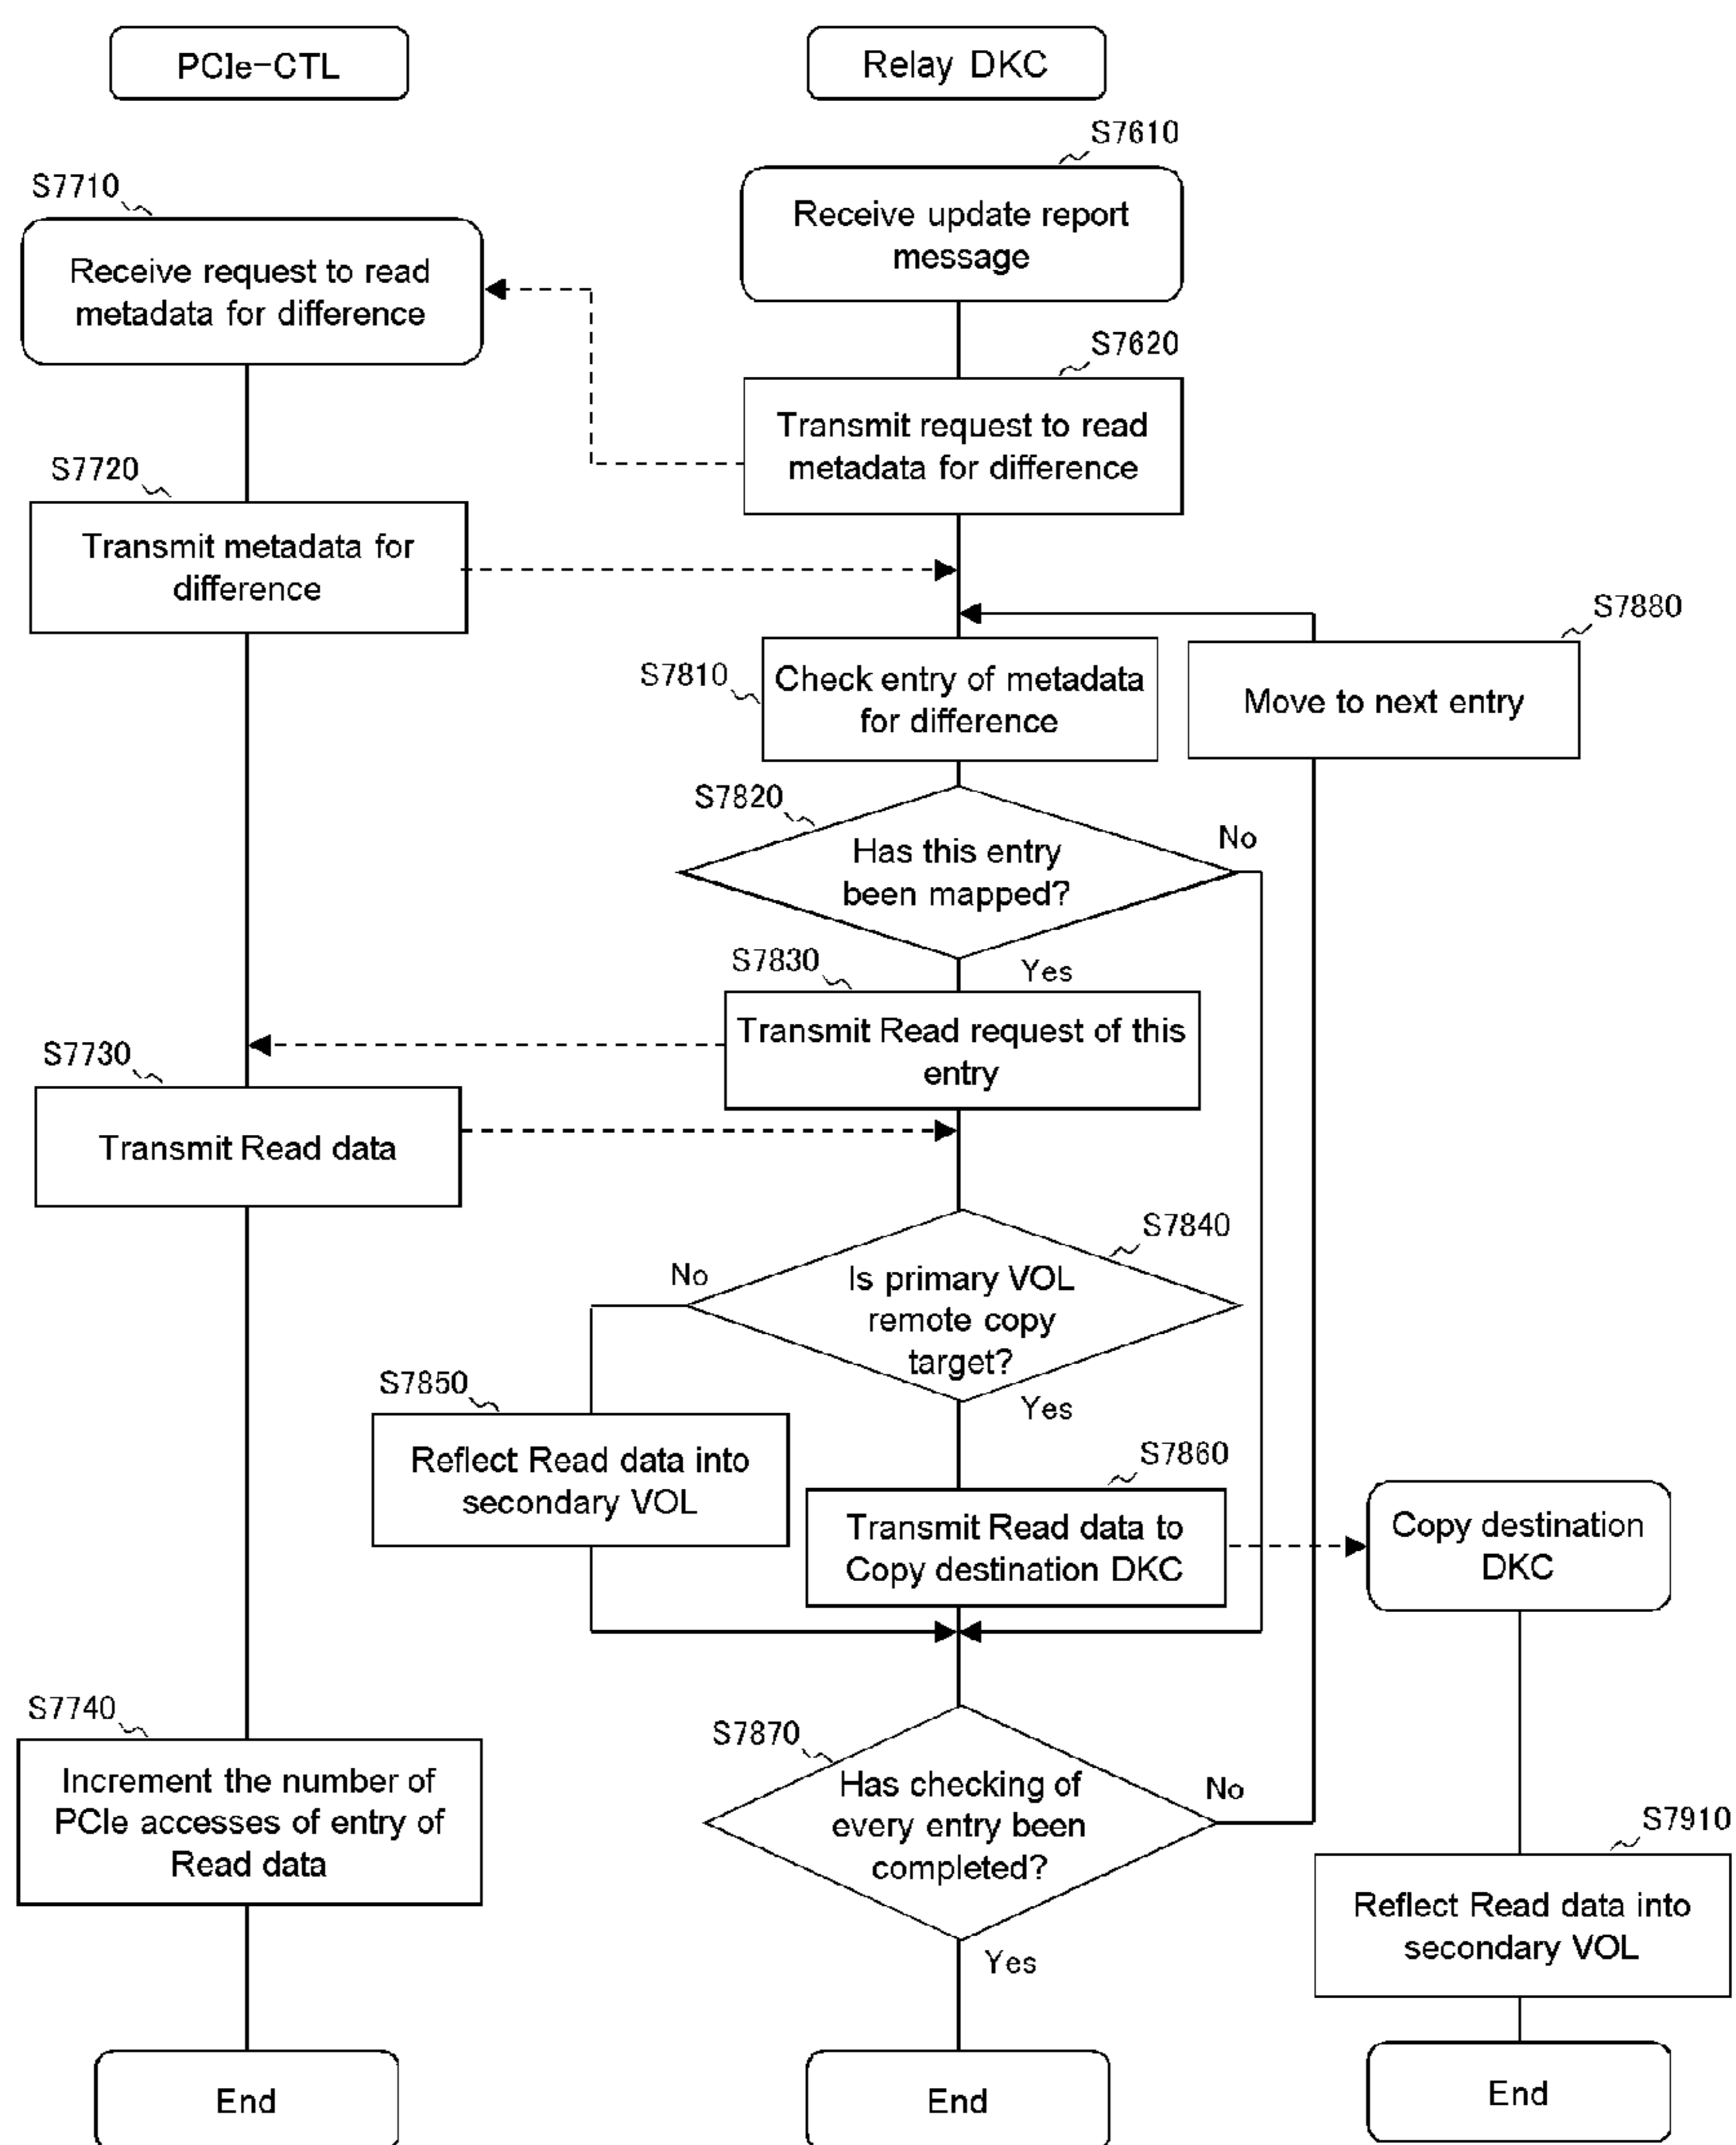 PCIe-CTL
Relay DKC
S7610
Receive update report
message
S7710
Receive request to read
metadata for difference
S7620
Transmit request to read
metadata for difference
S7720
Transmit metadata for
difference
S7880
Move to next entry
S7810
Check entry of metadata
for difference
S7820
Has this entry
been mapped?
No
Yes
S7830
Transmit Read request of this
entry
S7730
Transmit Read data
S7840
Is primary VOL
remote copy
target?
No
Yes
S7850
Reflect Read data into
secondary VOL
S7860
Transmit Read data to
Copy destination DKC
Copy destination
DKC
S7740
Increment the number of
PCIe accesses of entry of
Read data
S7870
Has checking of
every entry been
completed?
No
Yes
S7910
Reflect Read data into
secondary VOL
End
End
End